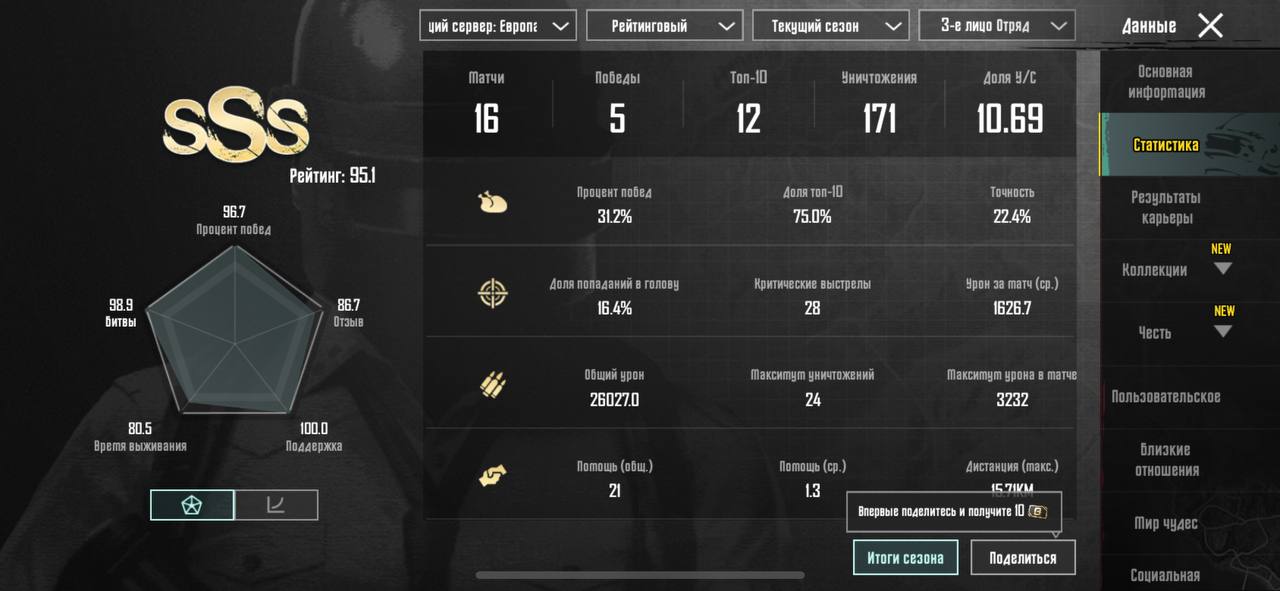 ций сервер: Европа
Рейтинговый
Текущий сезон
3-е лицо Отряд
Данные
SSS
Рейтинг: 95.1
96.7
Процент побед
98.9
Битвы
86.7
Отзыв
80.5
Время выживания
100.0
Поддержка
Матчи
Победы
Топ-10
Уничтожения
Доля У/С
16
5
12
171
10.69
Процент побед
Доля топ-10
Точность
31.2%
75.0%
22.4%
Доля попаданий в голову
Критические выстрелы
Урон за матч (ср.)
16.4%
28
1626.7
Общий урон
Максимум уничтожений
Максимум урона в матче
26027.0
24
3232
Помощь (общ.)
Помощь (ср.)
Дистанция (макс.)
21
1.3
15.71КМ
Впервые поделитесь и получите 10
Итоги сезона
Поделиться
Основная
информация
Статистика
Результаты
карьеры
NEW
Коллекции
NEW
Честь
Пользовательское
Близкие
отношения
Мир чудес
Социальная